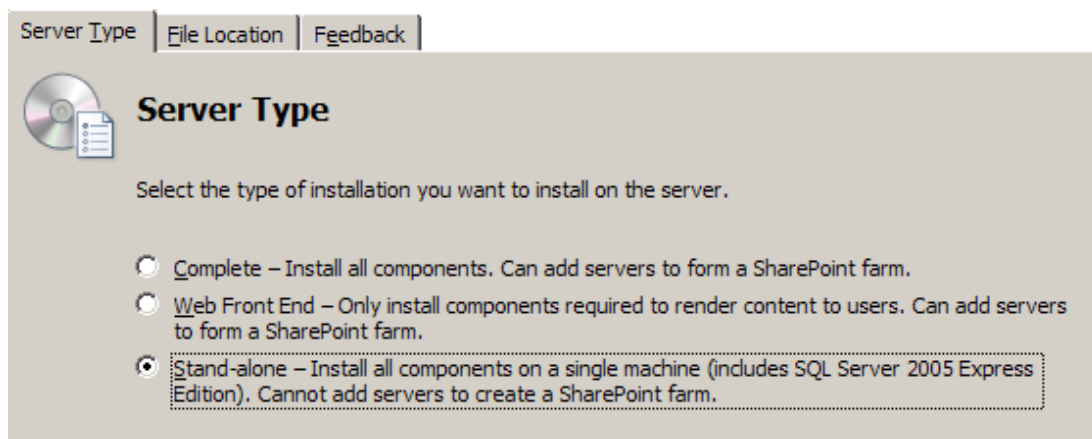 Server Type File Location Feedback
Server Type
Select the type of installation you want to install on the server.
Complete – Install all components. Can add servers to form a SharePoint farm.
Web Front End – Only install components required to render content to users. Can add servers
to form a SharePoint farm.
Stand-alone – Install all components on a single machine (includes SQL Server 2005 Express
Edition). Cannot add servers to create a SharePoint farm.